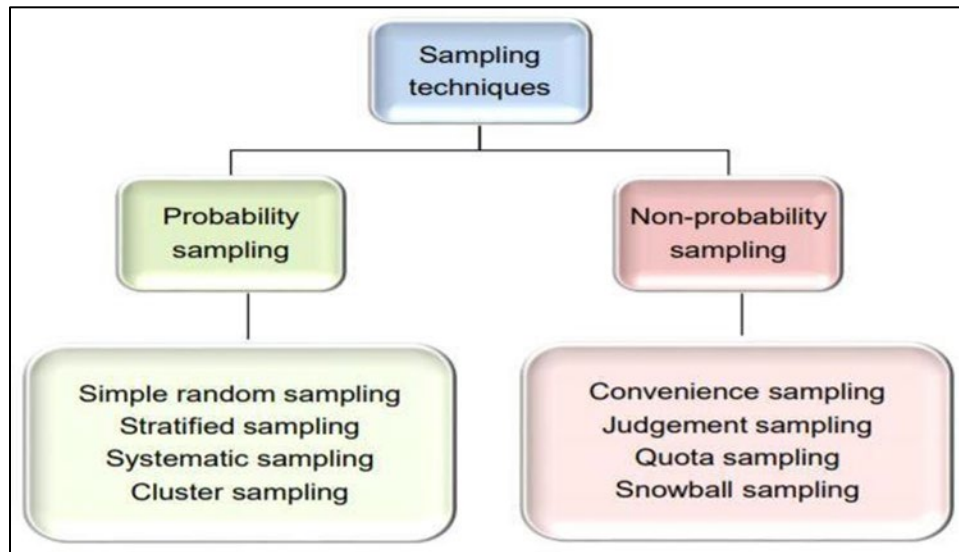 Sampling
techniques
Probability
sampling
Non-probability
sampling
Simple random sampling
Stratified sampling
Systematic sampling
Cluster sampling
Convenience sampling
Judgement sampling
Quota sampling
Snowball sampling